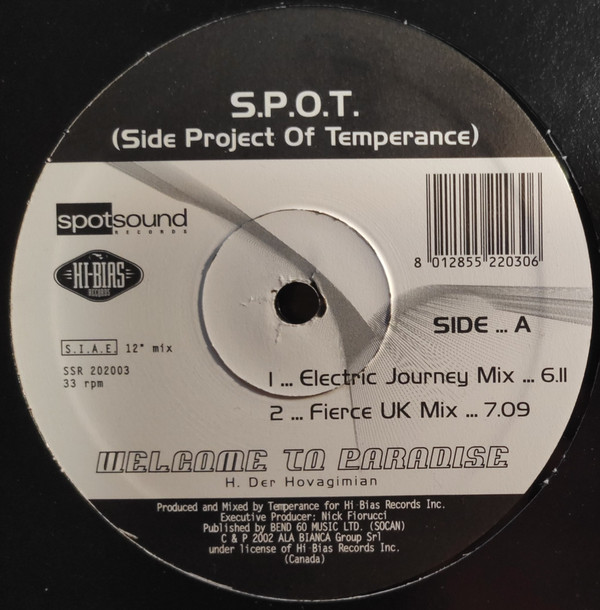 S.P.O.T.
(Side Project Of Temperance)
spotsound
RECORDS
HI-BIAS
RECORDS
8 012855 220306
SIDE ... A
S.I.A.E. 12" mix
SSR 202003
33 rpm
1 ... Electric Journey Mix ... 6.11
2 ... Fierce UK Mix ... 7.09
WELCOME TO PARADISE
H. Der Hovagimian
Produced and Mixed by Temperance for Hi-Bias Records Inc.
Executive Producer: Nick Fiorucci
Published by BEND 60 MUSIC LTD. (SOCAN)
C & P 2002 ALA BIANCA Group Srl
under license of Hi-Bias Records Inc.
(Canada)